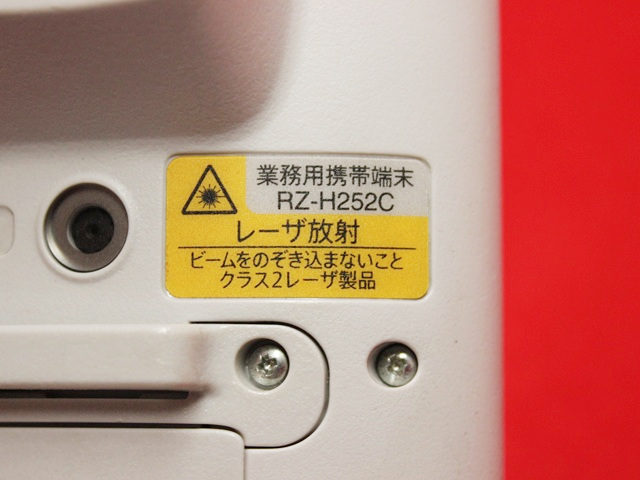 業務用携帯端末
RZ-H252C
レーザ放射
ビームをのぞき込まないこと
クラス2レーザ製品